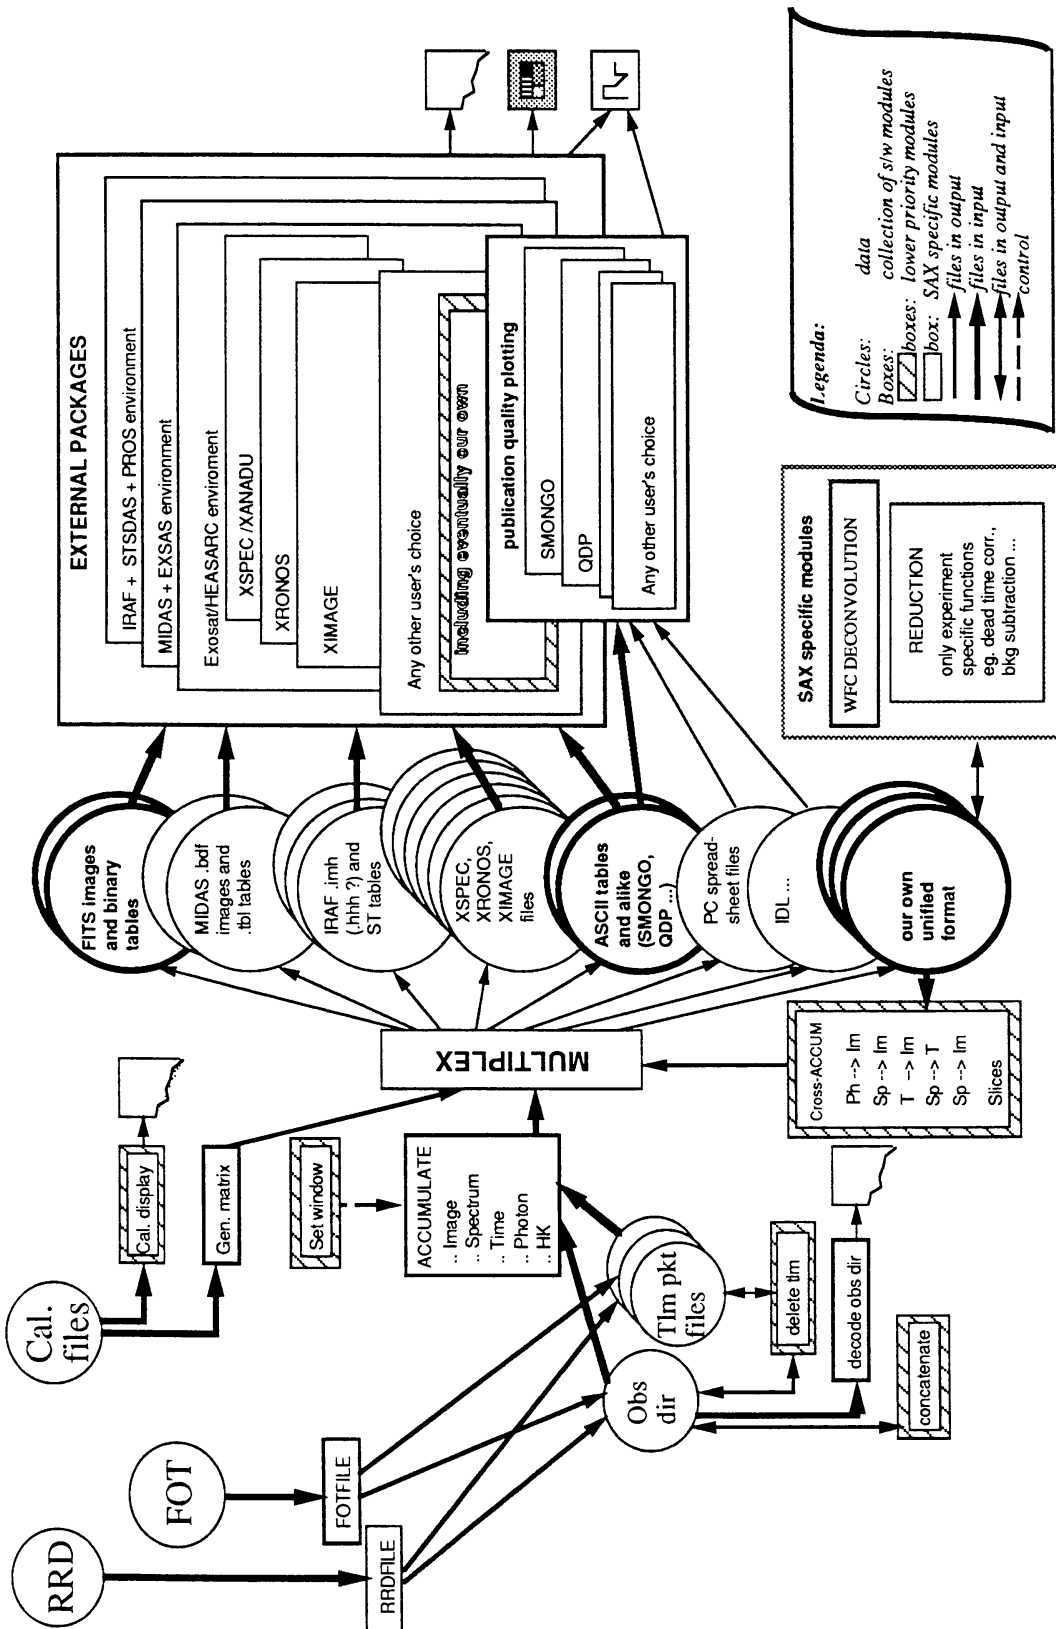 RRD
FOT
Cal.
files
RRDFILE
FOTFILE
Cal. display
Gen. matrix
Set window
ACCUMULATE
.. Image
.. Spectrum
.. Time
.. Photon
.. HK
Obs
dir
Tlm pkt
files
delete tlm
decode obs dir
concatenate
MULTIPLEX
Cross-ACCUM
Ph --> Im
Sp --> Im
T --> Im
Sp --> T
Sp --> Im
Slices
FITS images
and binary
tables
MIDAS .bdf
images and
.tbl tables
IRAF .imh
(.hhh ?) and
ST tables
XSPEC,
XRONOS,
XIMAGE
files
ASCII tables
and alike
(SMONGO,
QDP ...)
PC spread-
sheet files
IDL ...
our own
unified
format
EXTERNAL PACKAGES
IRAF + STSDAS + PROS environment
MIDAS + EXSAS environment
Exosat/HEASARC enviroment
XSPEC /XANADU
XRONOS
XIMAGE
Any other user's choice
Including eventually our own
publication quality plotting
SMONGO
QDP
Any other user's choice
SAX specific modules
WFC DECONVOLUTION
REDUCTION
only experiment
specific functions
eg. dead time corr.,
bkg subtraction ...
Legenda:
Circles: data
Boxes: collection of s/w modules
boxes: lower priority modules
box: SAX specific modules
files in output
files in input
files in output and input
control